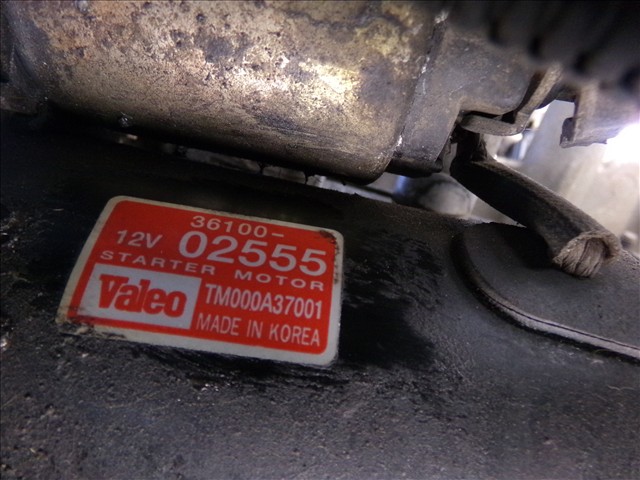 36100-
12V 02555
STARTER MOTOR
Valeo TM000A37001
MADE IN KOREA